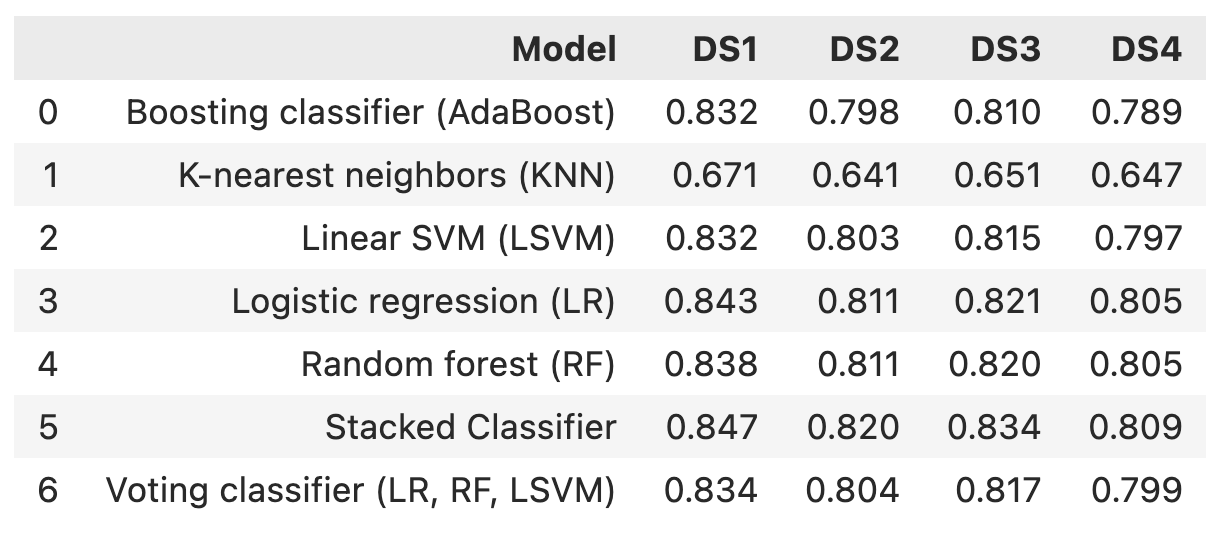 Model DS1 DS2 DS3 DS4
0 Boosting classifier (AdaBoost) 0.832 0.798 0.810 0.789
1 K-nearest neighbors (KNN) 0.671 0.641 0.651 0.647
2 Linear SVM (LSVM) 0.832 0.803 0.815 0.797
3 Logistic regression (LR) 0.843 0.811 0.821 0.805
4 Random forest (RF) 0.838 0.811 0.820 0.805
5 Stacked Classifier 0.847 0.820 0.834 0.809
6 Voting classifier (LR, RF, LSVM) 0.834 0.804 0.817 0.799